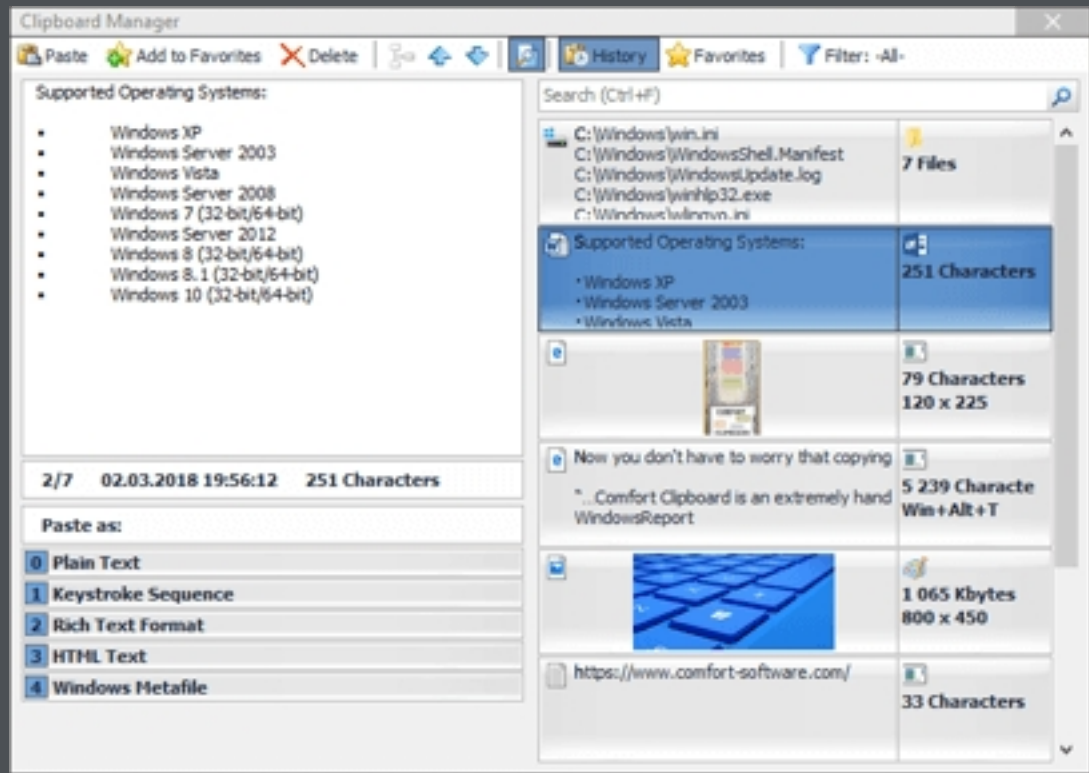 Clipboard Manager
Paste Add to Favorites Delete History Favorites Filter: -All-
Supported Operating Systems:
• Windows XP
• Windows Server 2003
• Windows Vista
• Windows Server 2008
• Windows 7 (32-bit/64-bit)
• Windows Server 2012
• Windows 8 (32-bit/64-bit)
• Windows 8.1 (32-bit/64-bit)
• Windows 10 (32-bit/64-bit)
2/7 02.03.2018 19:56:12 251 Characters
Paste as:
0 Plain Text
1 Keystroke Sequence
2 Rich Text Format
3 HTML Text
4 Windows Metafile
Search (Ctrl+F)
C:\Windows\win.ini
C:\Windows\WindowsShell.Manifest
C:\Windows\WindowsUpdate.log
C:\Windows\winhlp32.exe
7 Files
Supported Operating Systems:
• Windows XP
• Windows Server 2003
• Windows Vista
251 Characters
79 Characters
120 x 225
Now you don't have to worry that copying
"...Comfort Clipboard is an extremely hand
WindowsReport
5 239 Characte
Win+Alt+T
1 065 Kbytes
800 x 450
https://www.comfort-software.com/
33 Characters